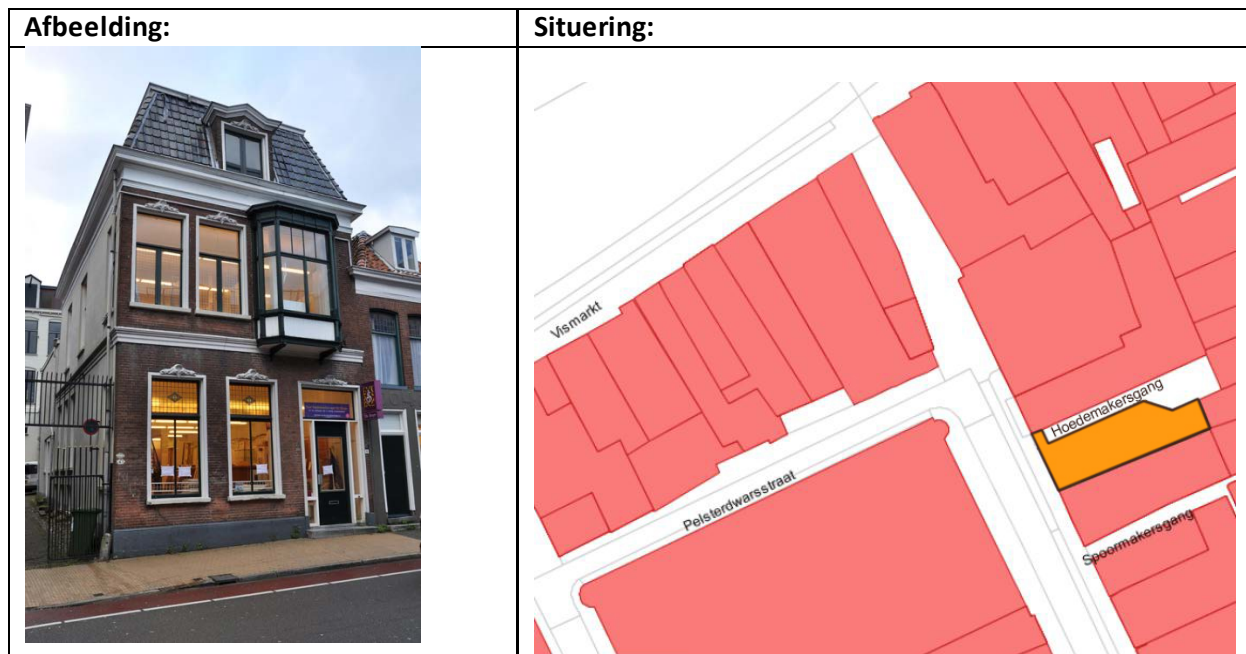 Afbeelding:
Situering:
Vismarkt
Hoedemakersgang
Pelsterdwarsstraat
Spoormakersgang